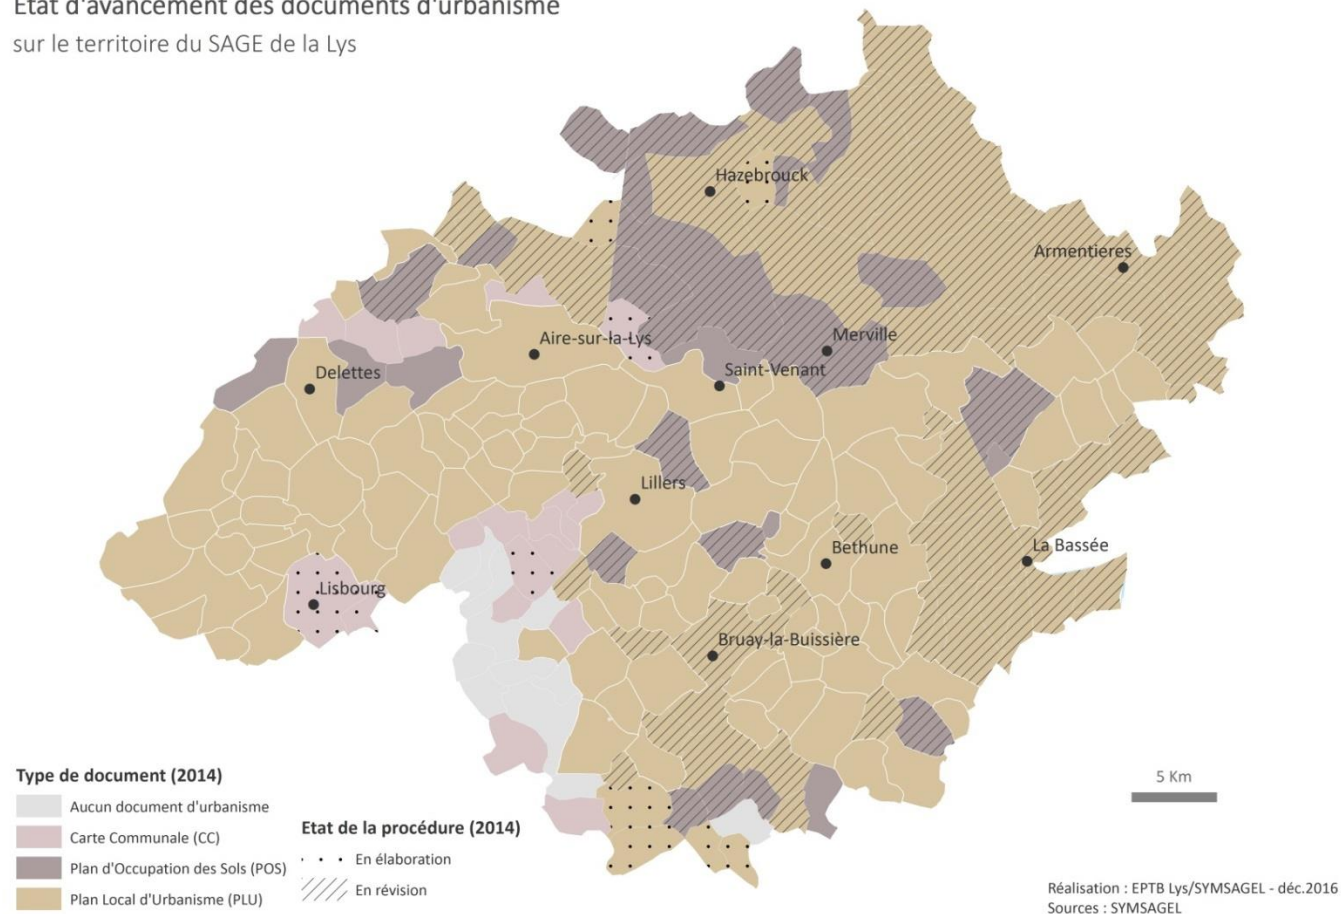 Etat d'avancement des documents d'urbanisme
sur le territoire du SAGE de la Lys
Hazebrouck
Armentieres
Aire-sur-la-Lys
Merville
Delettes
Saint-Venant
Lillers
Bethune
La Bassée
Lisbourg
Bruay-la-Buissière
Type de document (2014)
Aucun document d'urbanisme
Carte Communale (CC)
Plan d'Occupation des Sols (POS)
Plan Local d'Urbanisme (PLU)
Etat de la procédure (2014)
En élaboration
En révision
5 Km
Réalisation : EPTB Lys/SYMSAGEL - déc.2016
Sources : SYMSAGEL